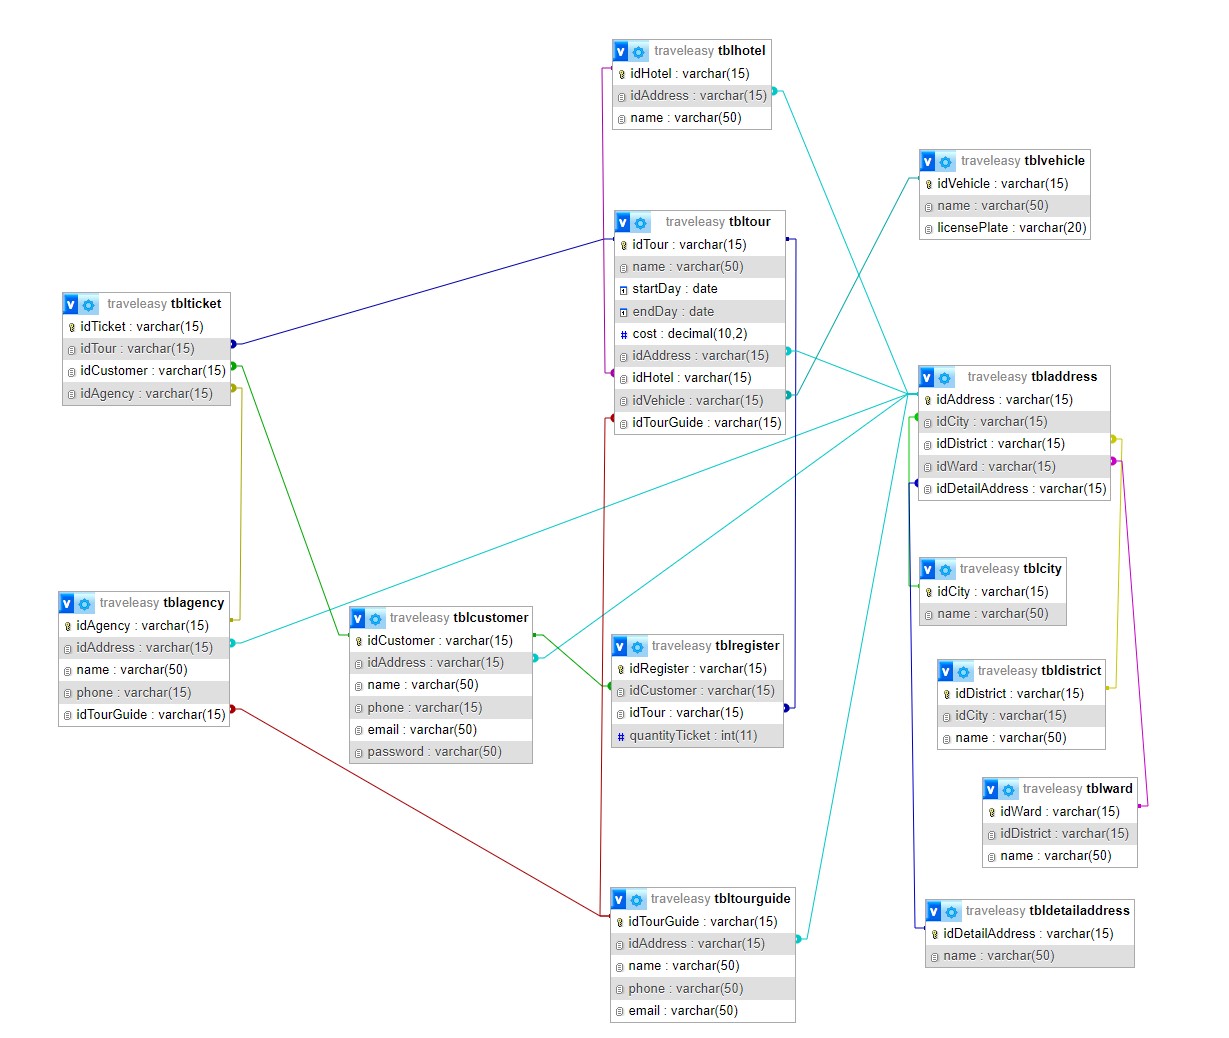 traveleasy tblhotel
idHotel : varchar(15)
idAddress : varchar(15)
name : varchar(50)
traveleasy tblvehicle
idVehicle : varchar(15)
name : varchar(50)
licensePlate : varchar(20)
traveleasy tbltour
idTour : varchar(15)
name : varchar(50)
startDay : date
endDay : date
# cost : decimal(10,2)
idAddress : varchar(15)
idHotel : varchar(15)
idVehicle : varchar(15)
idTourGuide : varchar(15)
traveleasy tblticket
idTicket : varchar(15)
idTour : varchar(15)
idCustomer : varchar(15)
idAgency : varchar(15)
traveleasy tbladdress
idAddress : varchar(15)
idCity : varchar(15)
idDistrict : varchar(15)
idWard : varchar(15)
idDetailAddress : varchar(15)
traveleasy tblcity
idCity : varchar(15)
name : varchar(50)
traveleasy tblagency
idAgency : varchar(15)
idAddress : varchar(15)
name : varchar(50)
phone : varchar(15)
idTourGuide : varchar(15)
traveleasy tblcustomer
idCustomer : varchar(15)
idAddress : varchar(15)
name : varchar(50)
phone : varchar(15)
email : varchar(50)
password : varchar(50)
traveleasy tblregister
idRegister : varchar(15)
idCustomer : varchar(15)
idTour : varchar(15)
# quantityTicket : int(11)
traveleasy tbldistrict
idDistrict : varchar(15)
idCity : varchar(15)
name : varchar(50)
traveleasy tblward
idWard : varchar(15)
idDistrict : varchar(15)
name : varchar(50)
traveleasy tbltourguide
idTourGuide : varchar(15)
idAddress : varchar(15)
name : varchar(50)
phone : varchar(50)
email : varchar(50)
traveleasy tbldetailaddress
idDetailAddress : varchar(15)
name : varchar(50)